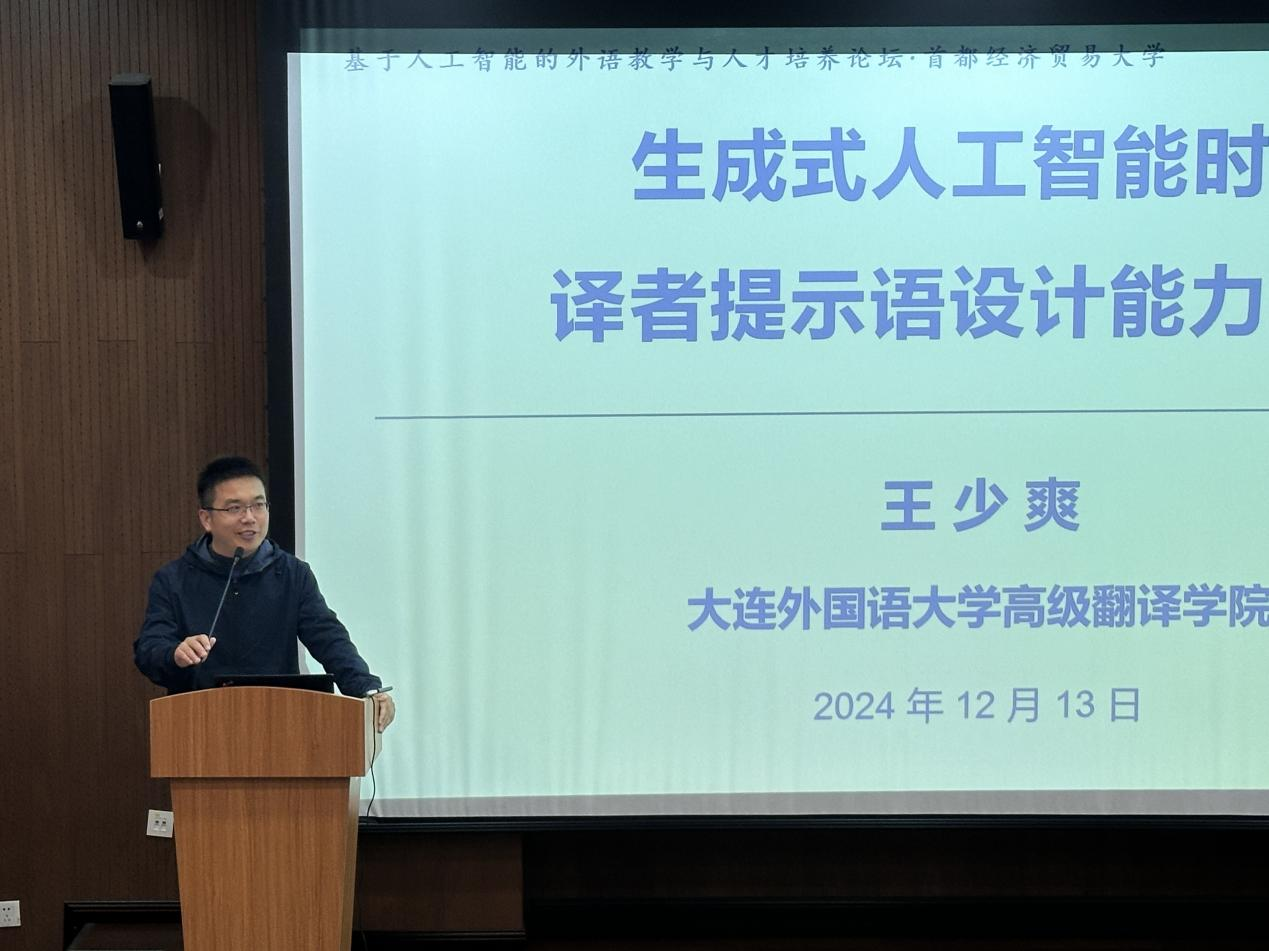 基于人工智能的外语教学与人才培养论坛·首都经济贸易大学
生成式人工智能时
译者提示语设计能力
王少爽
大连外国语大学高级翻译学院
2024 年 12 月 13 日